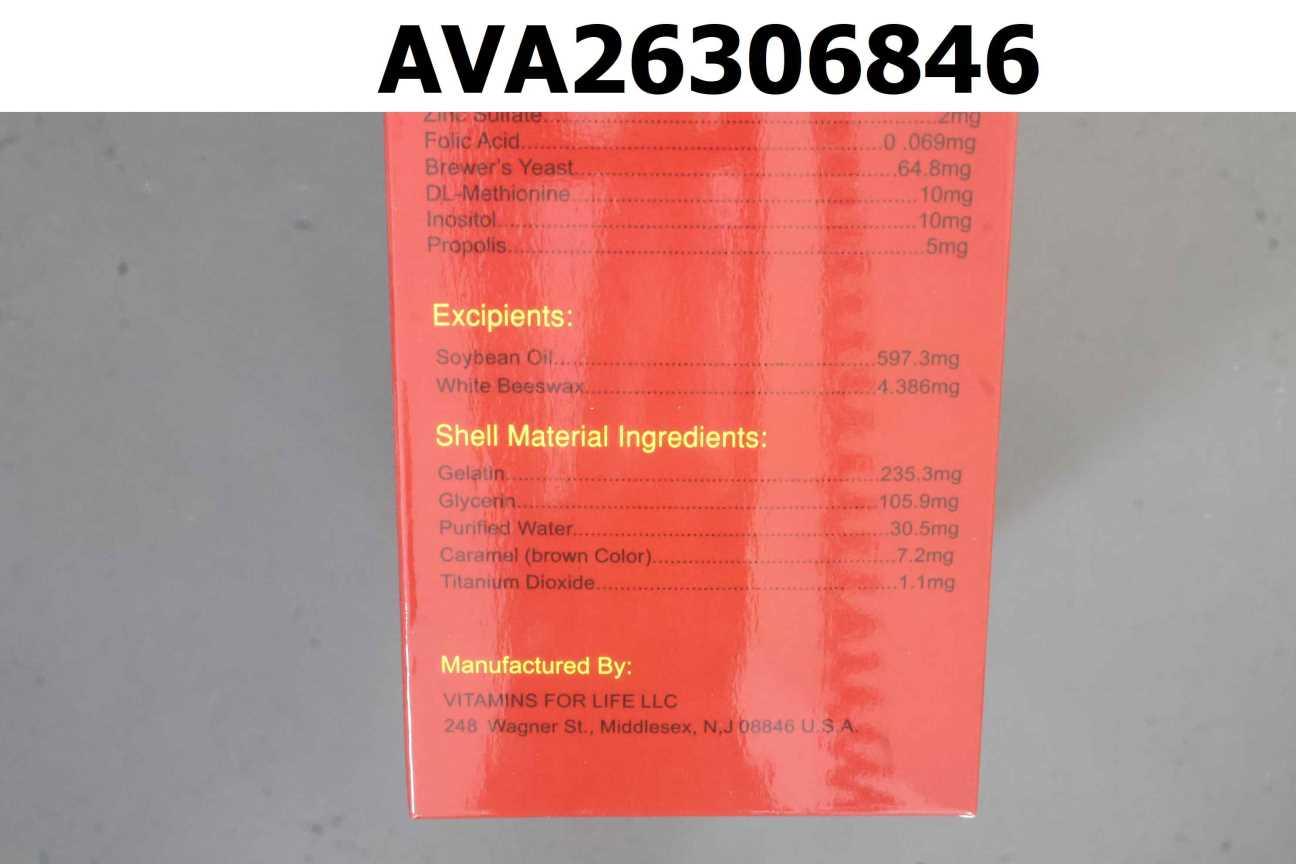 AVA26306846
Zinc Sulfate..........2mg
Folic Acid..........0 .069mg
Brewer's Yeast..........64.8mg
DL-Methionine..........10mg
Inositol..........10mg
Propolis..........5mg
Excipients:
Soybean Oil..........597.3mg
White Beeswax..........4.386mg
Shell Material Ingredients:
Gelatin..........235.3mg
Glycerin..........105.9mg
Purified Water..........30.5mg
Caramel (brown Color)..........7.2mg
Titanium Dioxide..........1.1mg
Manufactured By:
VITAMINS FOR LIFE LLC
248 Wagner St., Middlesex, N,J 08846 U.S.A.